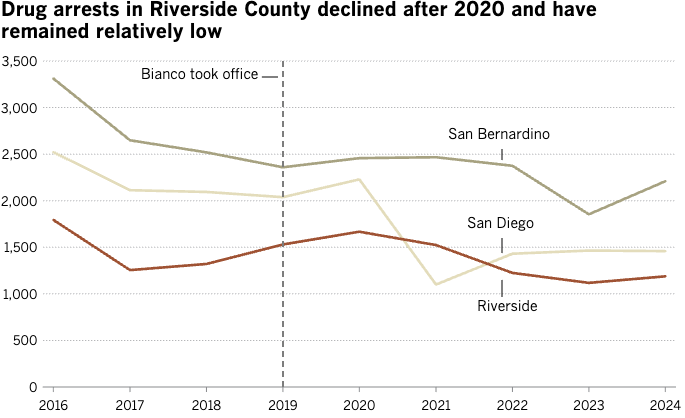 Drug arrests in Riverside County declined after 2020 and have
remained relatively low
3,500
Bianco took office
3,000
San Bernardino
2,500
2,000
San Diego
1,500
1,000
Riverside
500
0
2016 2017 2018 2019 2020 2021 2022 2023 2024